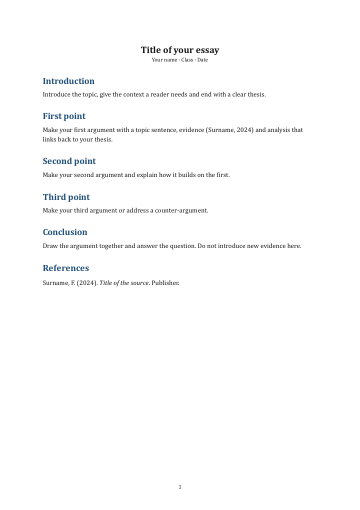 Title of your essay
Your name · Class · Date
Introduction
Introduce the topic, give the context a reader needs and end with a clear thesis.
First point
Make your first argument with a topic sentence, evidence (Surname, 2024) and analysis that
links back to your thesis.
Second point
Make your second argument and explain how it builds on the first.
Third point
Make your third argument or address a counter-argument.
Conclusion
Draw the argument together and answer the question. Do not introduce new evidence here.
References
Surname, F. (2024). Title of the source. Publisher.
1